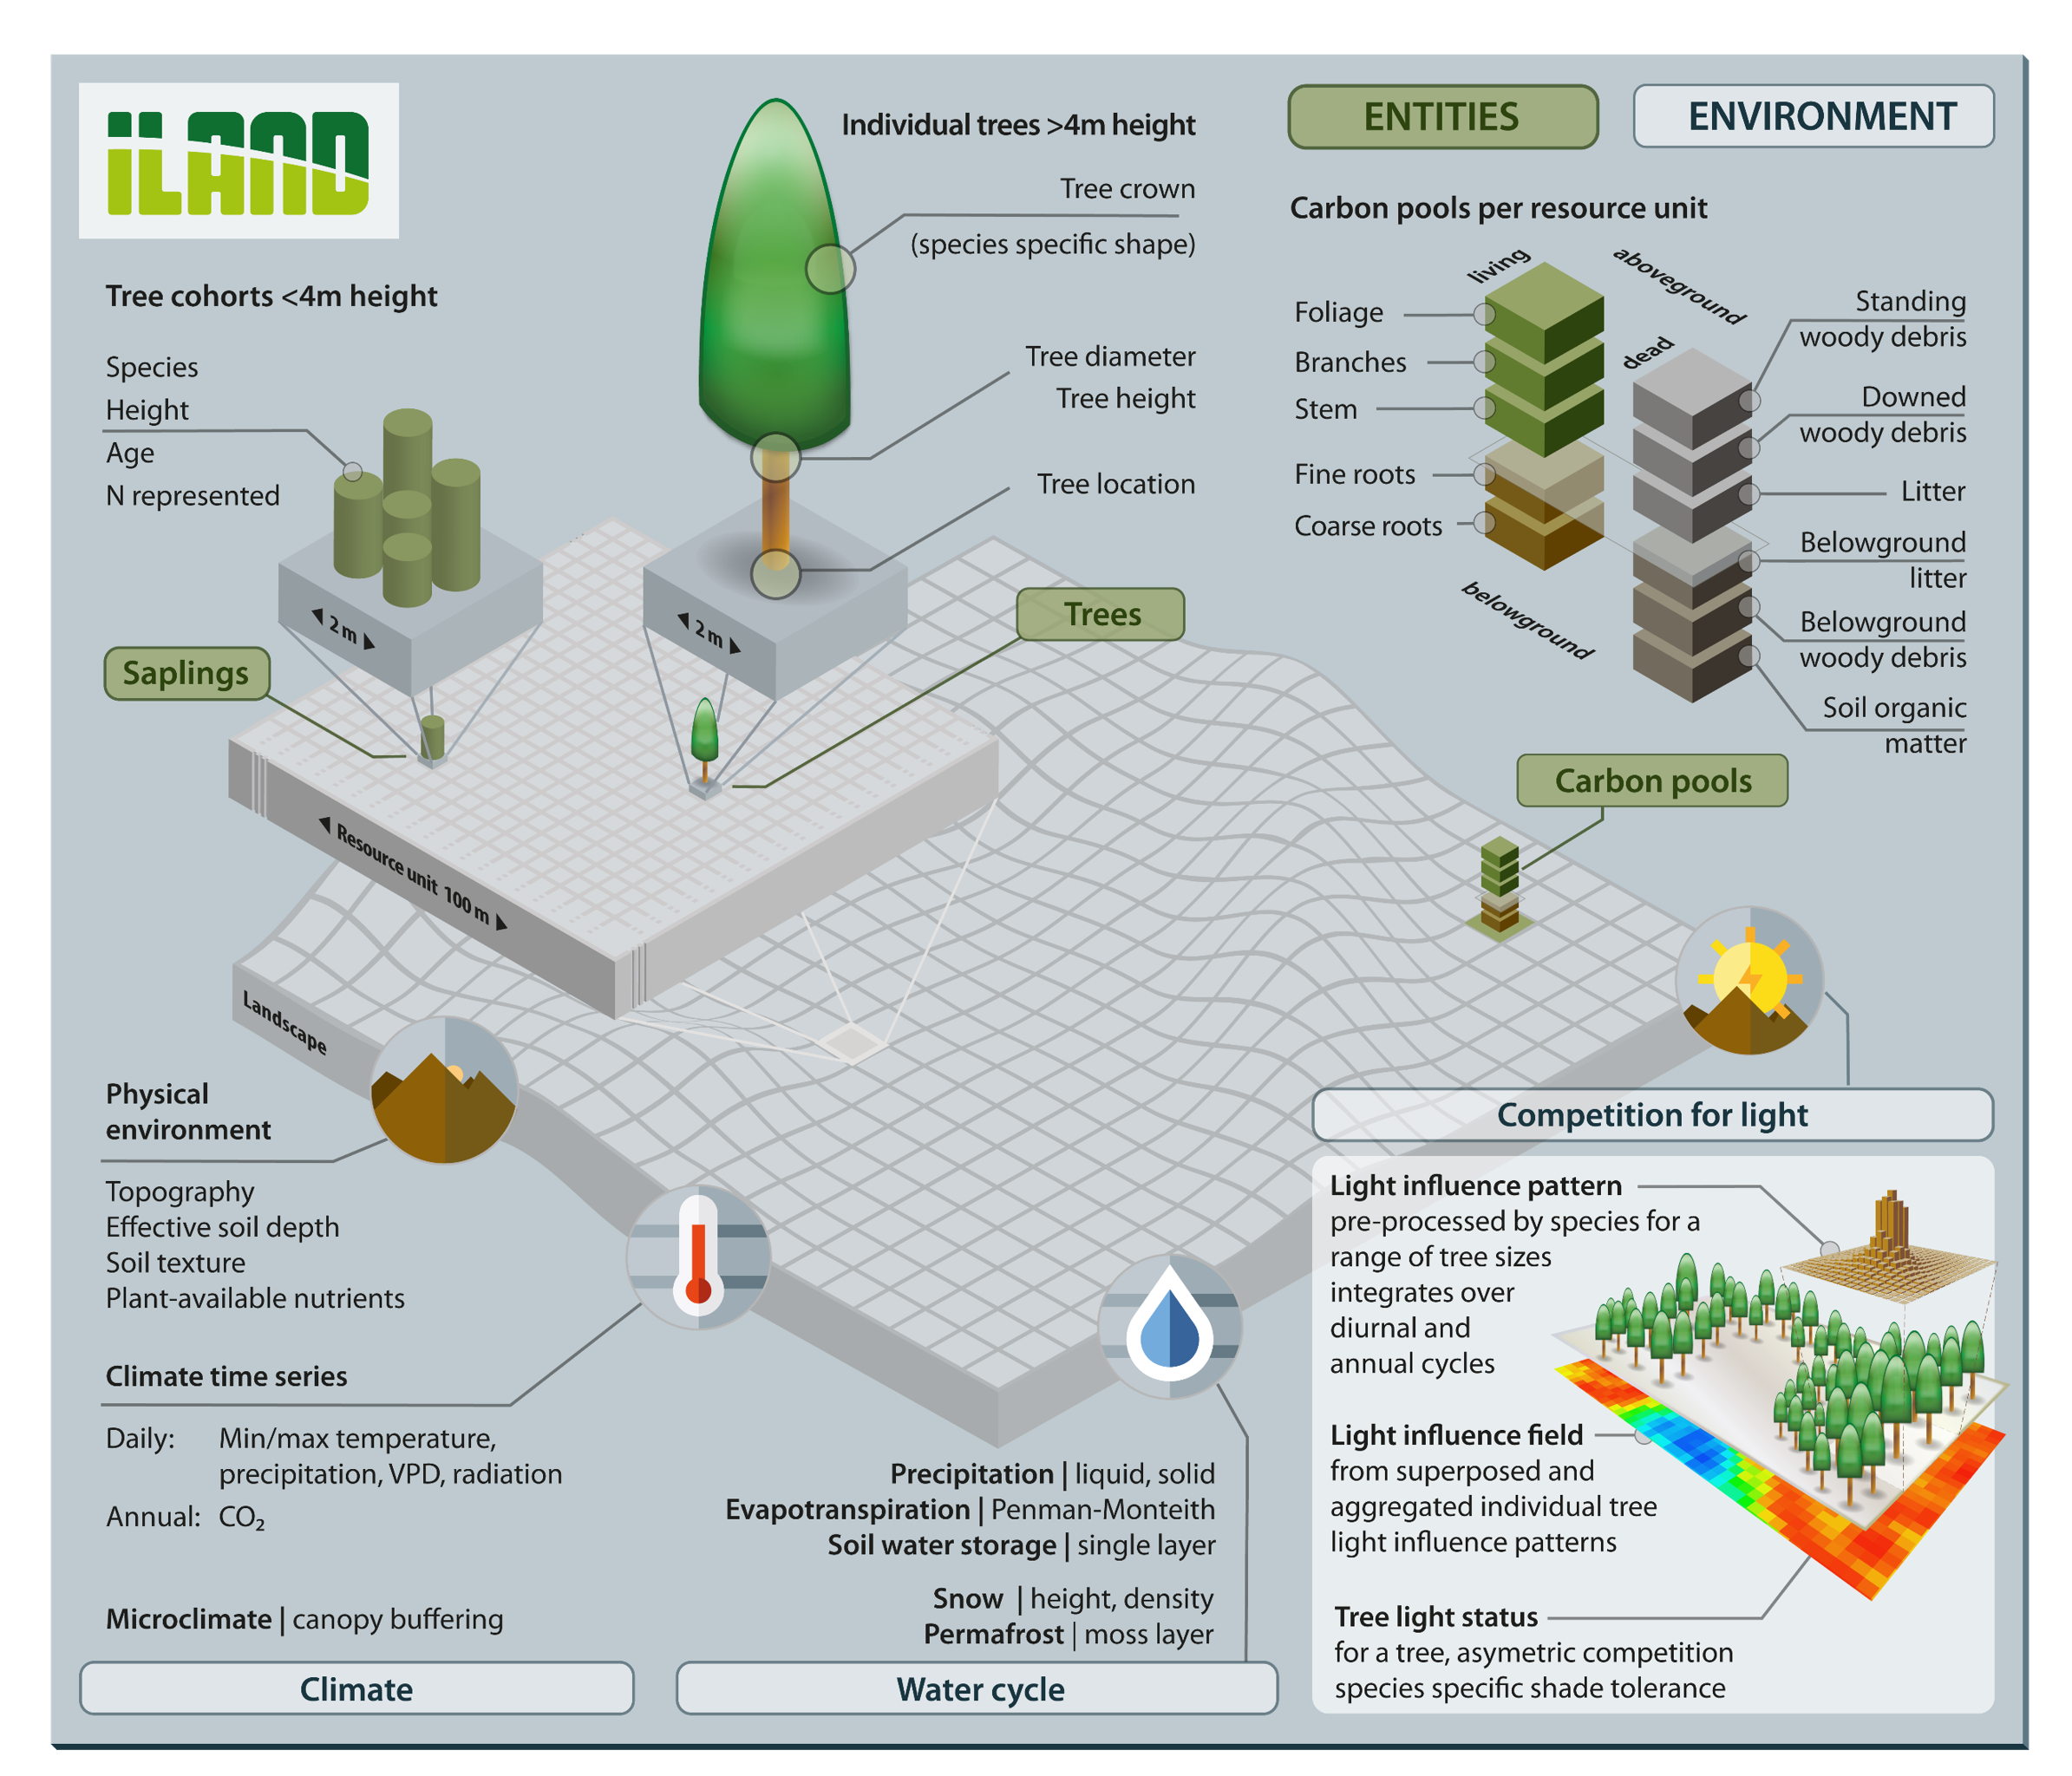 iLAND
Individual trees >4m height
Tree crown
(species specific shape)
Tree diameter
Tree height
Tree location
Tree cohorts <4m height
Species
Height
Age
N represented
2 m
2 m
Saplings
Trees
Resource unit 100 m
Landscape
ENTITIES
ENVIRONMENT
Carbon pools per resource unit
living
aboveground
dead
belowground
Foliage
Branches
Stem
Fine roots
Coarse roots
Standing
woody debris
Downed
woody debris
Litter
Belowground
litter
Belowground
woody debris
Soil organic
matter
Carbon pools
Physical
environment
Topography
Effective soil depth
Soil texture
Plant-available nutrients
Climate time series
Daily: Min/max temperature,
precipitation, VPD, radiation
Annual: CO₂
Microclimate | canopy buffering
Climate
Precipitation | liquid, solid
Evapotranspiration | Penman-Monteith
Soil water storage | single layer
Snow | height, density
Permafrost | moss layer
Water cycle
Competition for light
Light influence pattern
pre-processed by species for a
range of tree sizes
integrates over
diurnal and
annual cycles
Light influence field
from superposed and
aggregated individual tree
light influence patterns
Tree light status
for a tree, asymetric competition
species specific shade tolerance